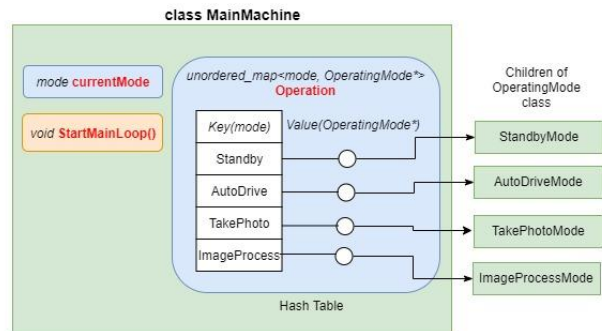 class MainMachine
mode currentMode
void StartMainLoop()
unordered_map<mode, OperatingMode*>
Operation
Key(mode)
Value(OperatingMode*)
Standby
AutoDrive
TakePhoto
ImageProcess
Hash Table
Children of
OperatingMode
class
StandbyMode
AutoDriveMode
TakePhotoMode
ImageProcessMode